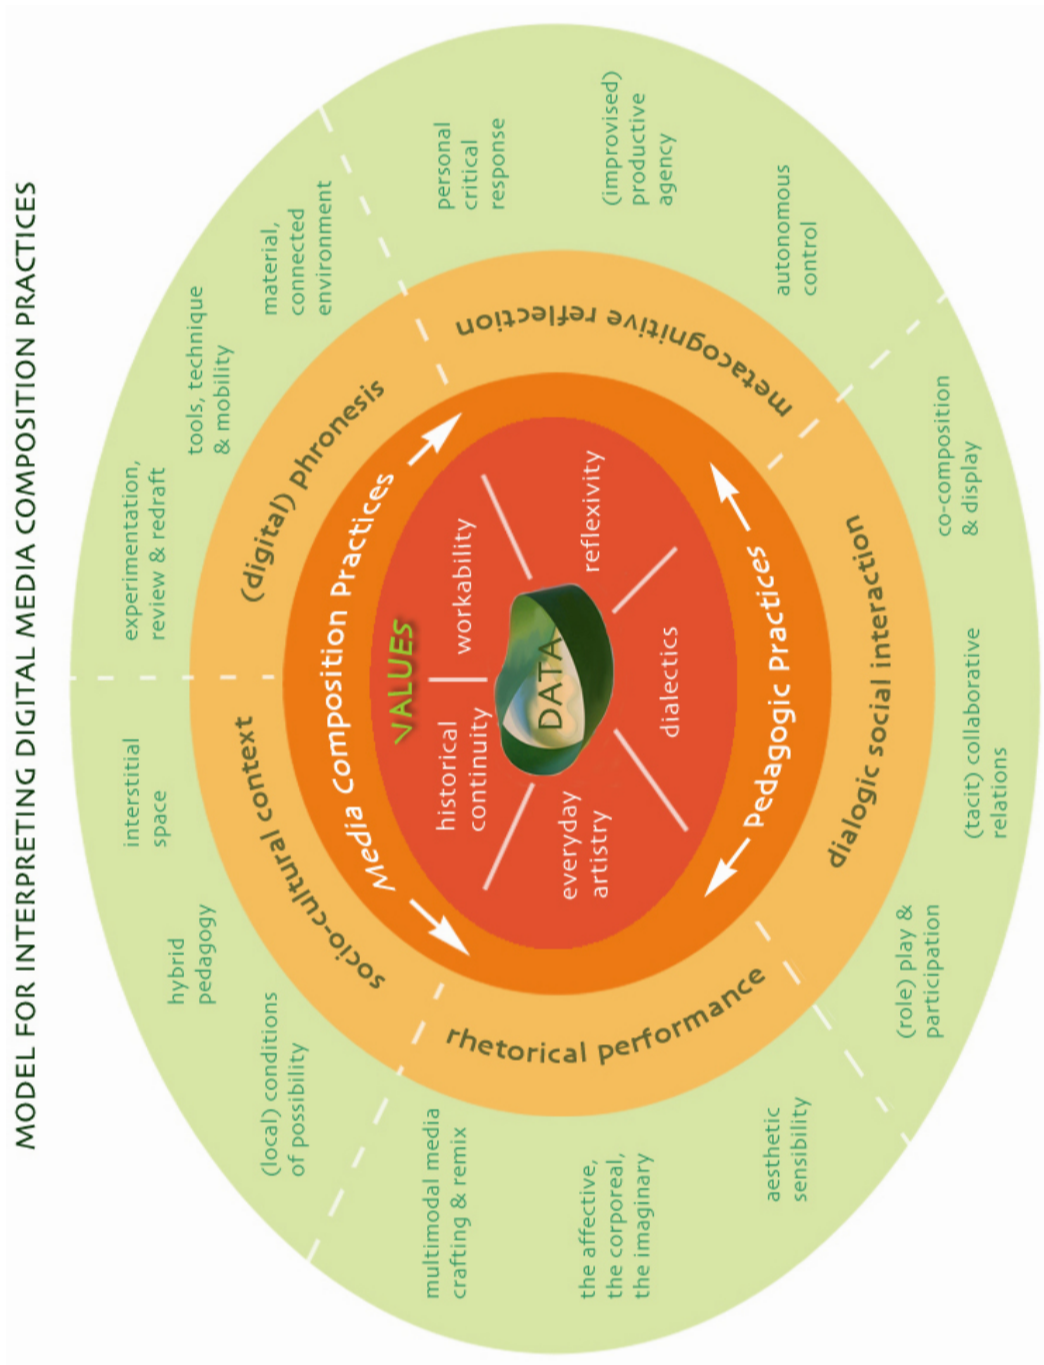 MODEL FOR INTERPRETING DIGITAL MEDIA COMPOSITION PRACTICES
interstitial
space
hybrid
pedagogy
(local) conditions
of possibility
experimentation,
review & redraft
tools, technique
& mobility
material,
connected
environment
personal
critical
response
(improvised)
productive
agency
autonomous
control
co-composition
& display
(tacit) collaborative
relations
(role) play &
participation
aesthetic
sensibility
the affective,
the corporeal,
the imaginary
multimodal media
crafting & remix
socio-cultural context
(digital) phronesis
metacognitive reflection
dialogic social interaction
rhetorical performance
Media Composition Practices
Pedagogic Practices
VALUES
historical
continuity
workability
reflexivity
dialectics
everyday
artistry
DATA